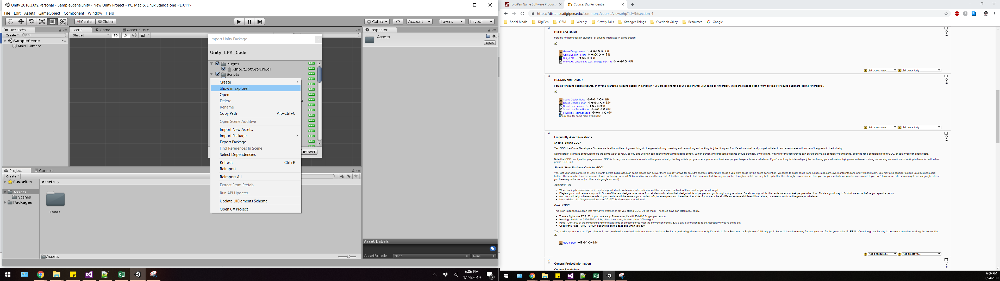 Unity 2018.3.0f2 Personal - SampleScene.unity - New Unity Project - PC, Mac & Linux Standalone <DX11>
File Edit Assets GameObject Component Window Help
Center Global Collab Account Layers Layout
Hierarchy
Create All
SampleScene
Main Camera
Scene Game Asset Store
Shaded 2D
Import Unity Package
Unity_LPK_Code
Plugins NEW
XInputDotNetPure.dll NEW
Scripts NEW
NEW
NEW
NEW
NEW
NEW
NEW
NEW
NEW
NEW
NEW
NEW
NEW
NEW
Import
Create
Show in Explorer
Open
Delete
Rename
Copy Path Alt+Ctrl+C
Open Scene Additive
Import New Asset...
Import Package
Export Package...
Find References In Scene
Select Dependencies
Refresh Ctrl+R
Reimport
Reimport All
Extract From Prefab
Run API Updater...
Update UIElements Schema
Open C# Project
Inspector
Assets
Open
Asset Labels
AssetBundle None None
Project Console
Create
Favorites
Assets
Scenes
Packages
Assets
Scenes
Assets
6:06 PM
1/24/2019
3
DigiPen Game Software Product
Course: DigiPenCentral
https://distance.digipen.edu/commons/course/view.php?id=9#section-4
Social Media DigiPen OBM Weebly Gravity Falls Stranger Things Overlook Valley Resources Google
4
BSGD and BAGD
Forums for game design students, or anyone interested in game design.
Game Design News
Game Design Forum
Unity LPK
Unity LPK Update Log (Last change 1/24/19)
Add a resource... Add an activity...
5
BSCSDA and BAMSD
Forums for sound design students, or anyone interested in sound design. In particular, if you are looking for a sound designer for your game or film project, this is the place to post a "want ad" (also for sound designers looking for projects).
Sound Design News
Sound Design Forum
Sound Lab Policies
Sound Lab Team Roster
F18MusicRoomSchedule
Check here for music room availability!
Add a resource... Add an activity...
6
Frequently Asked Questions
Should I attend GDC?
Yes. GDC, the Game Developers Conference, is all about learning new things in the game industry, meeting and networking and looking for jobs. It's great fun, it's educational, and you get to listen to and even speak with some of the greats in the industry.
Spring Break is always scheduled to be the same week as GDC so you and DigiPen can attend without interrupting school. Junior, senior, and graduate students should definitely try to attend. Paying for the conference can be expensive, so consider volunteering, applying for a scholarship from GDC, or see if you can share costs.
Note that GDC is not just for programmers. GDC is for anyone who wants to work in the game industry, be they artists, programmers, producers, business people, lawyers, testers, whatever. If you're looking for internships, jobs, furthering your education, trying new software, making networking connections or looking to have fun with other
geeks, GDC is it.
Should I Have Business Cards for GDC?
Yes. Get your cards ordered at least a month before GDC (although some places can deliver them in a day or two for an extra charge). Order 200+ cards if you want cards for the entire convention. Websites to order cards from include moo.com, overnightprints.com, and vistaprint.com. You may also consider picking up a business card
holder. These can be found in various places, including Barnes & Noble and (of course) the internet. A leather one should feel more comfortable in your pocket, though a metal one may hold up better. It is strongly recommended that you put your website on your business card. If you don't have a website, you can get one via google sites if
you have a gmail account (or other such google account).
Additional Tips
When trading business cards, it may be a good idea to write more information about the person on the back of their card so you won't forget.
Playtest your card before you print it. Some of the best designs have come from students who show their design to lots of people, and go through many revisions. Facebook is good for this, as is in-person. Ask people to be blunt. This is a good way to fix obvious errors before you spend a penny.
moo.com will let you have one side of your cards be all the same -- your contact info, for example -- and have the other side of your cards be all different -- several different illustrations, or screenshots from the game, or whatever.
More advice: http://tinysubversions.com/2010/02/business-cards-continued/
Cost of GDC
This is an important question that may drive whether or not you attend GDC. Do the math. The three days can total $800, easily.
Travel - flights are RT $150, if you book early. Share a car, it's still $50-100 for gas per person
Housing - hotels run $150-250 a night, share the space, it's then about $50 a night
Food - Don't buy at the conference! Go to restaurants or grocery stores near the convention center. $20 a day is a challenge to do, especially if you're going out
Cost of the Pass - $150 - $1500, depending on the pass and when you buy.
Yes, it adds up to a lot - but if you plan for it, and go when it's most valuable to you (as a Junior or Senior or graduating Masters student), it's worth it. As a Freshman or Sophomore? I'd only go if I know I'll have the money for next year and for the years after. If I REALLY want to go earlier - try to become a volunteer working the convention.
GDC Forum
Add a resource... Add an activity...
7
General Project Information
Content Restrictions
6:06 PM
1/24/2019